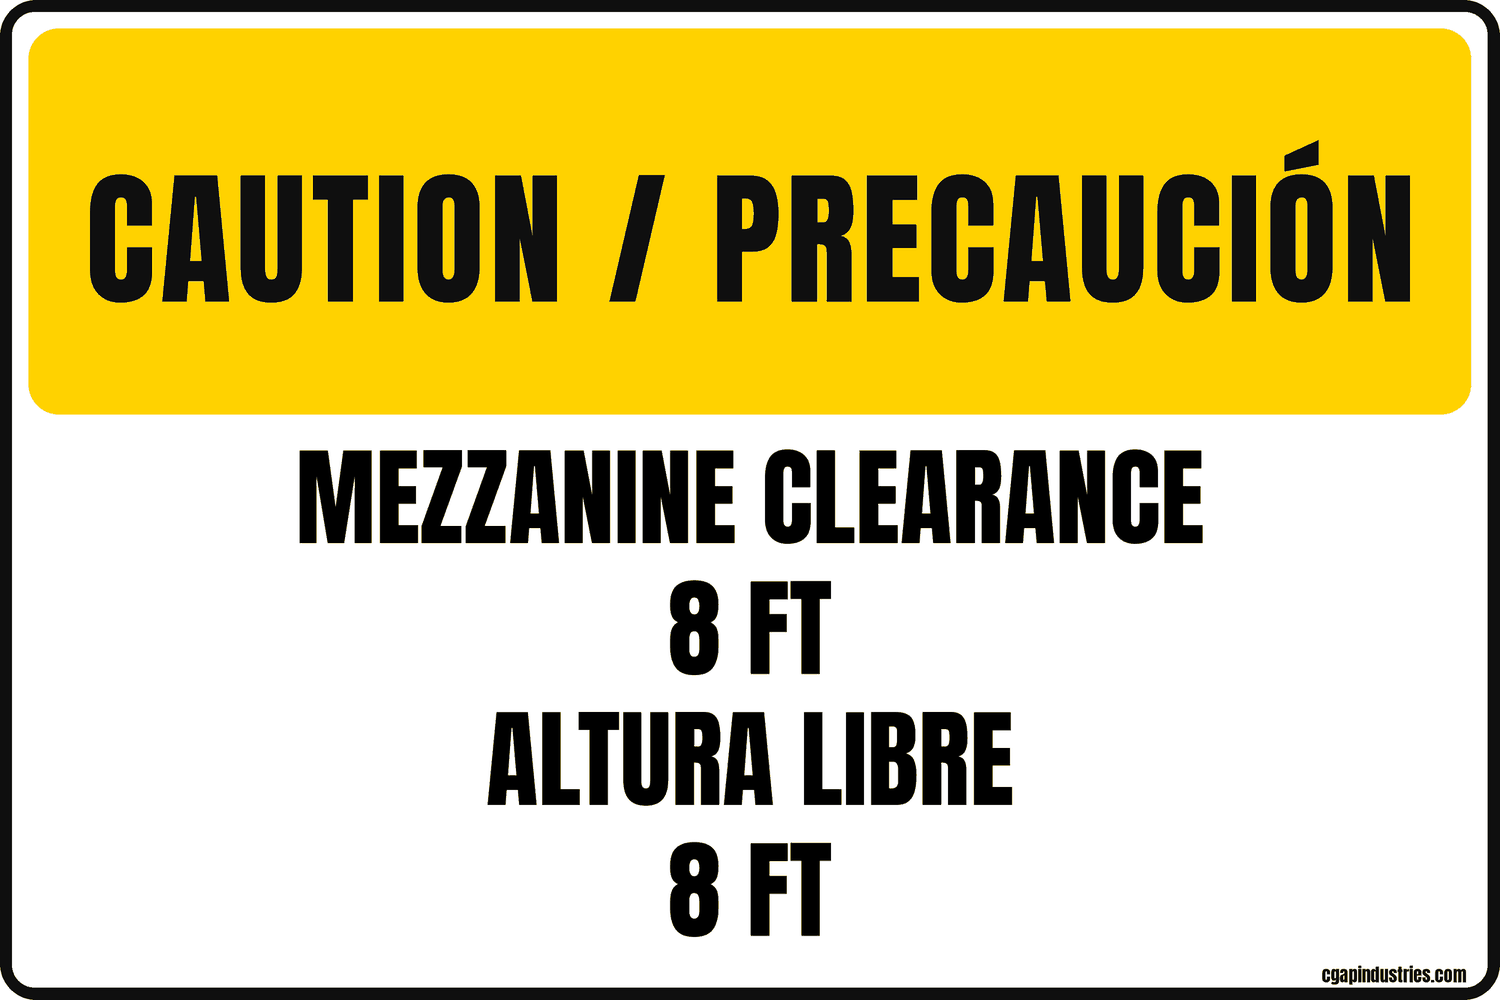 CAUTION / PRECAUCIÓN
MEZZANINE CLEARANCE
8 FT
ALTURA LIBRE
8 FT
cgapindustries.com